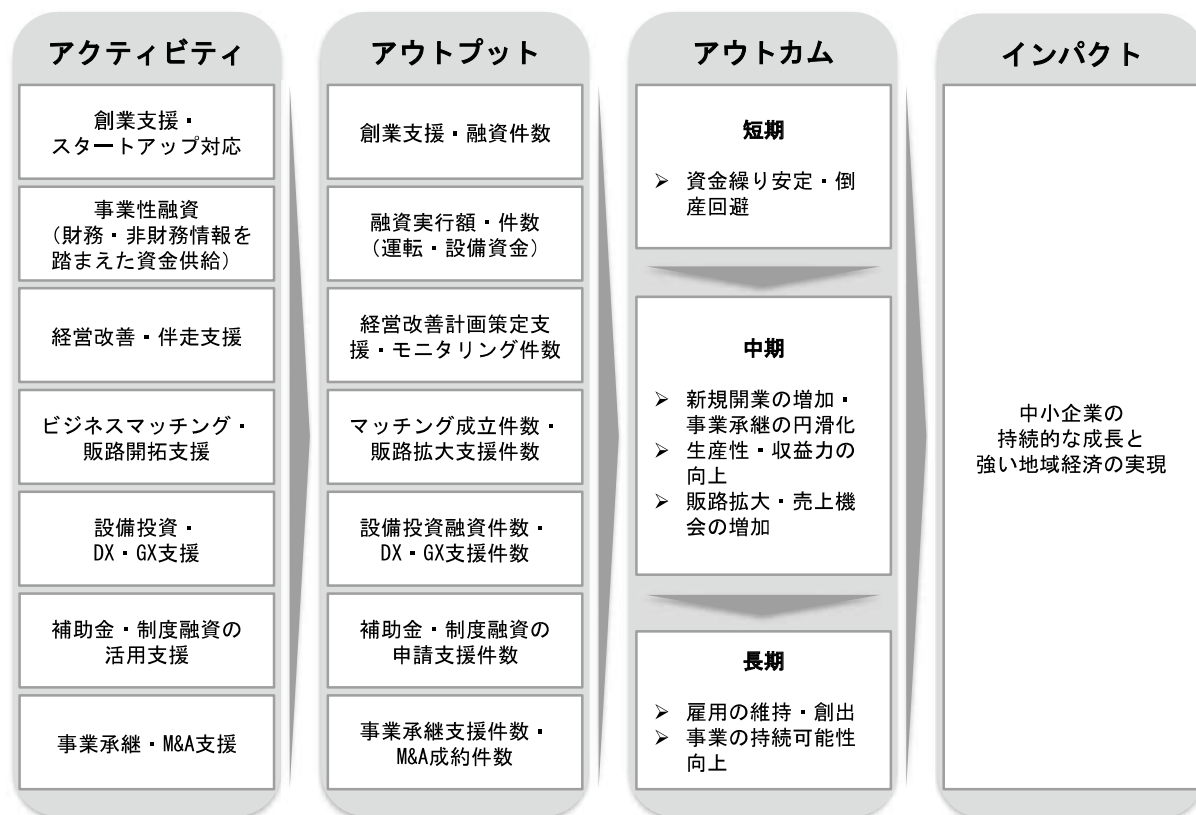 アクティビティ
創業支援・
スタートアップ対応
事業性融資
（財務・非財務情報を
踏まえた資金供給）
経営改善・伴走支援
ビジネスマッチング・
販路開拓支援
設備投資・
DX・GX支援
補助金・制度融資の
活用支援
事業承継・M&A支援
アウトプット
創業支援・融資件数
融資実行額・件数
（運転・設備資金）
経営改善計画策定支
援・モニタリング件数
マッチング成立件数・
販路拡大支援件数
設備投資融資件数・
DX・GX支援件数
補助金・制度融資の
申請支援件数
事業承継支援件数・
M&A成約件数
アウトカム
短期
➢ 資金繰り安定・倒
産回避
中期
➢ 新規開業の増加・
事業承継の円滑化
➢ 生産性・収益力の
向上
➢ 販路拡大・売上機
会の増加
長期
➢ 雇用の維持・創出
➢ 事業の持続可能性
向上
インパクト
中小企業の
持続的な成長と
強い地域経済の実現